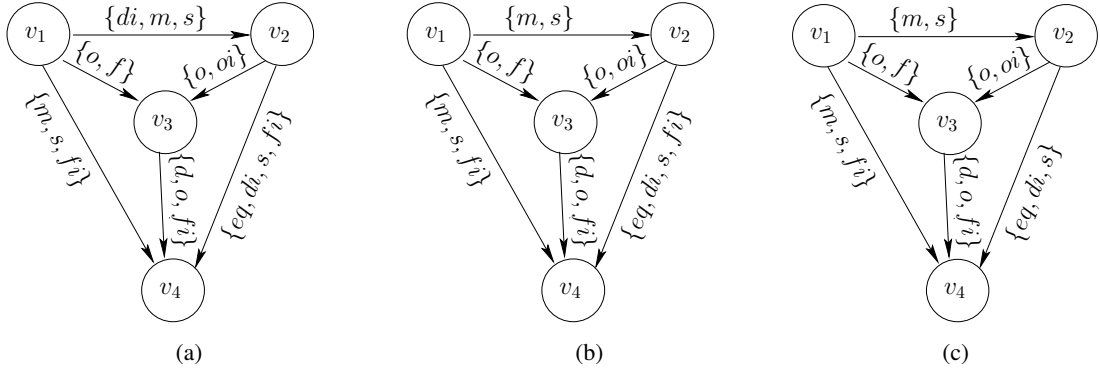 v1 {di, m, s} v2
{o, f} {o, oi}
v3
{m, s, fi} {d, o, fi} {eq, di, s, fi}
v4
(a)
v1 {m, s} v2
{o, f} {o, oi}
v3
{m, s, fi} {d, o, fi} {eq, di, s, fi}
v4
(b)
v1 {m, s} v2
{o, f} {o, oi}
v3
{m, s, fi} {d, o, fi} {eq, di, s}
v4
(c)